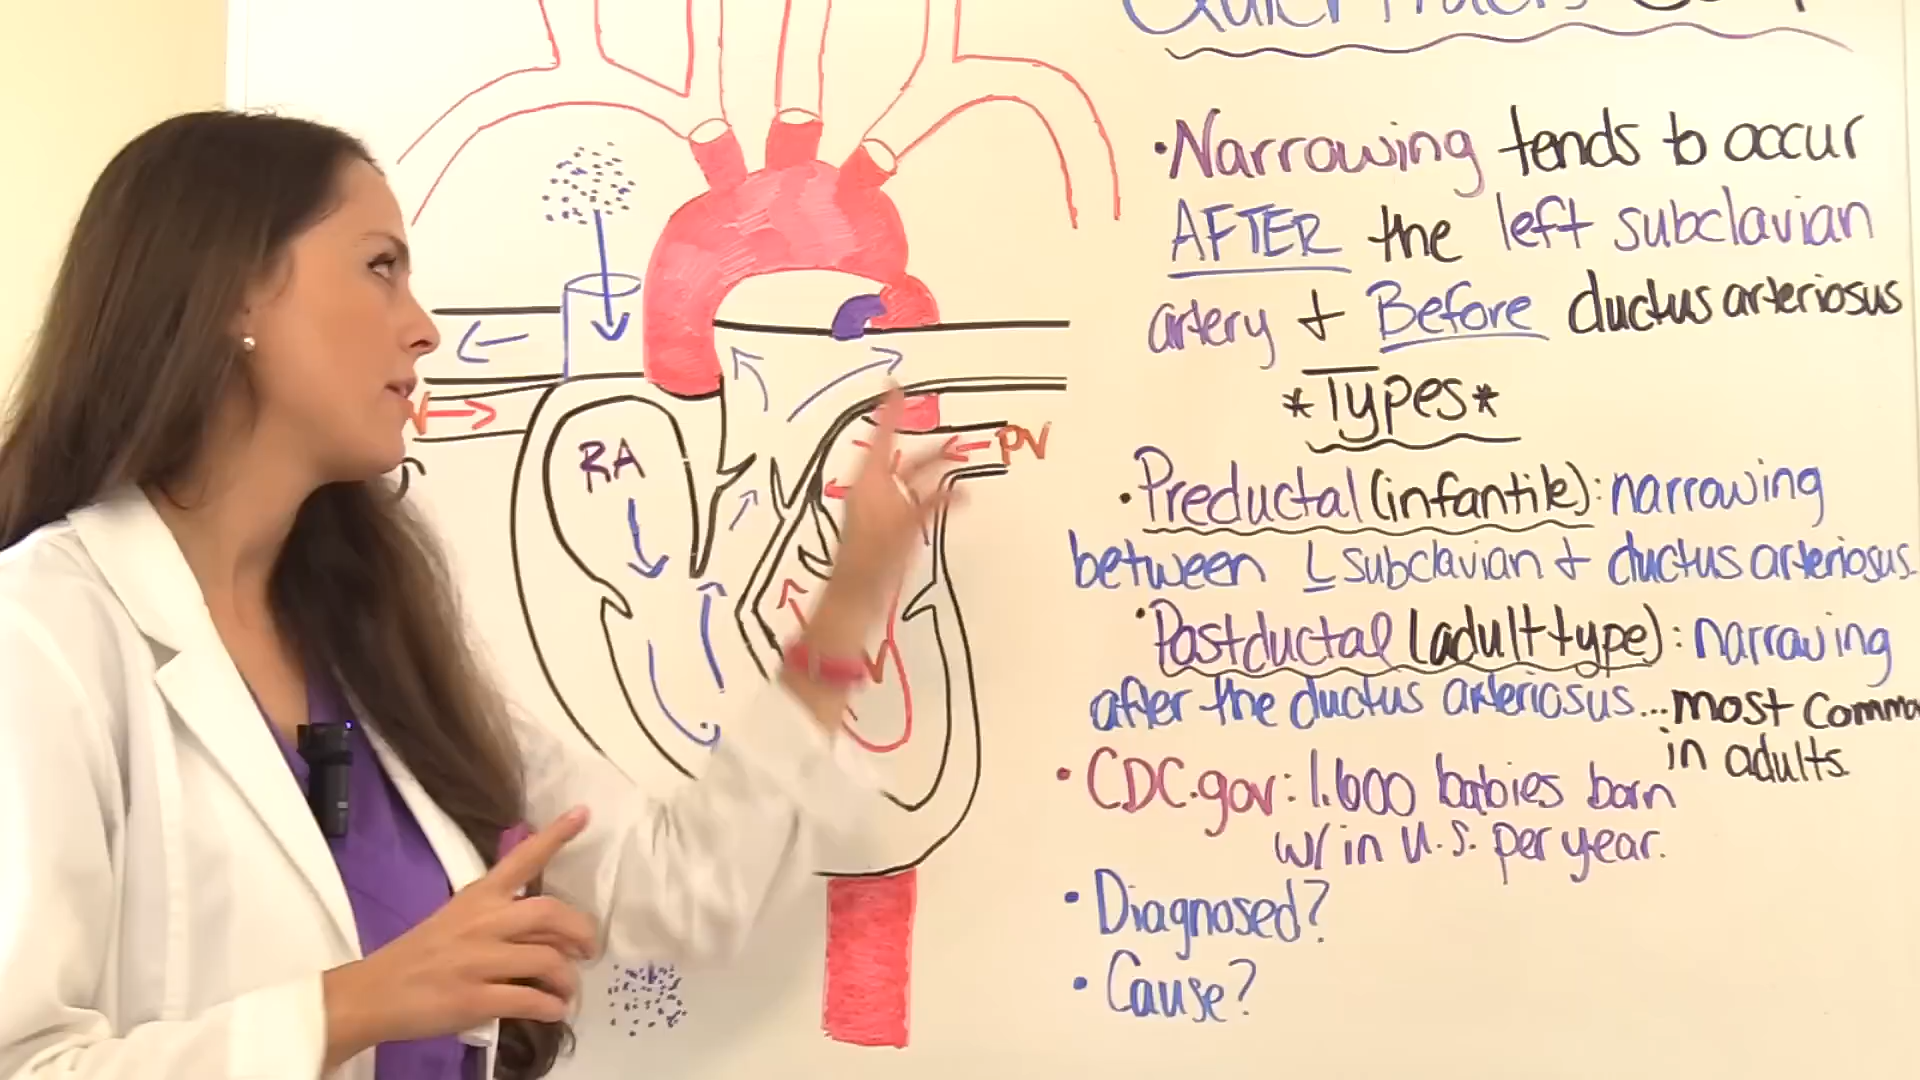 • Narrowing tends to occur
AFTER the left subclavian
artery + Before ductus arteriosus
*Types*
• Preductal (infantile): narrowing
between L subclavian + ductus arteriosus.
• Postductal (adult type): narrowing
after the ductus arteriosus... most commo
in adults
• CDC.gov: 1,600 babies born
w/ in U.S. per year.
• Diagnosed?
• Cause?
RA
PV
V
V